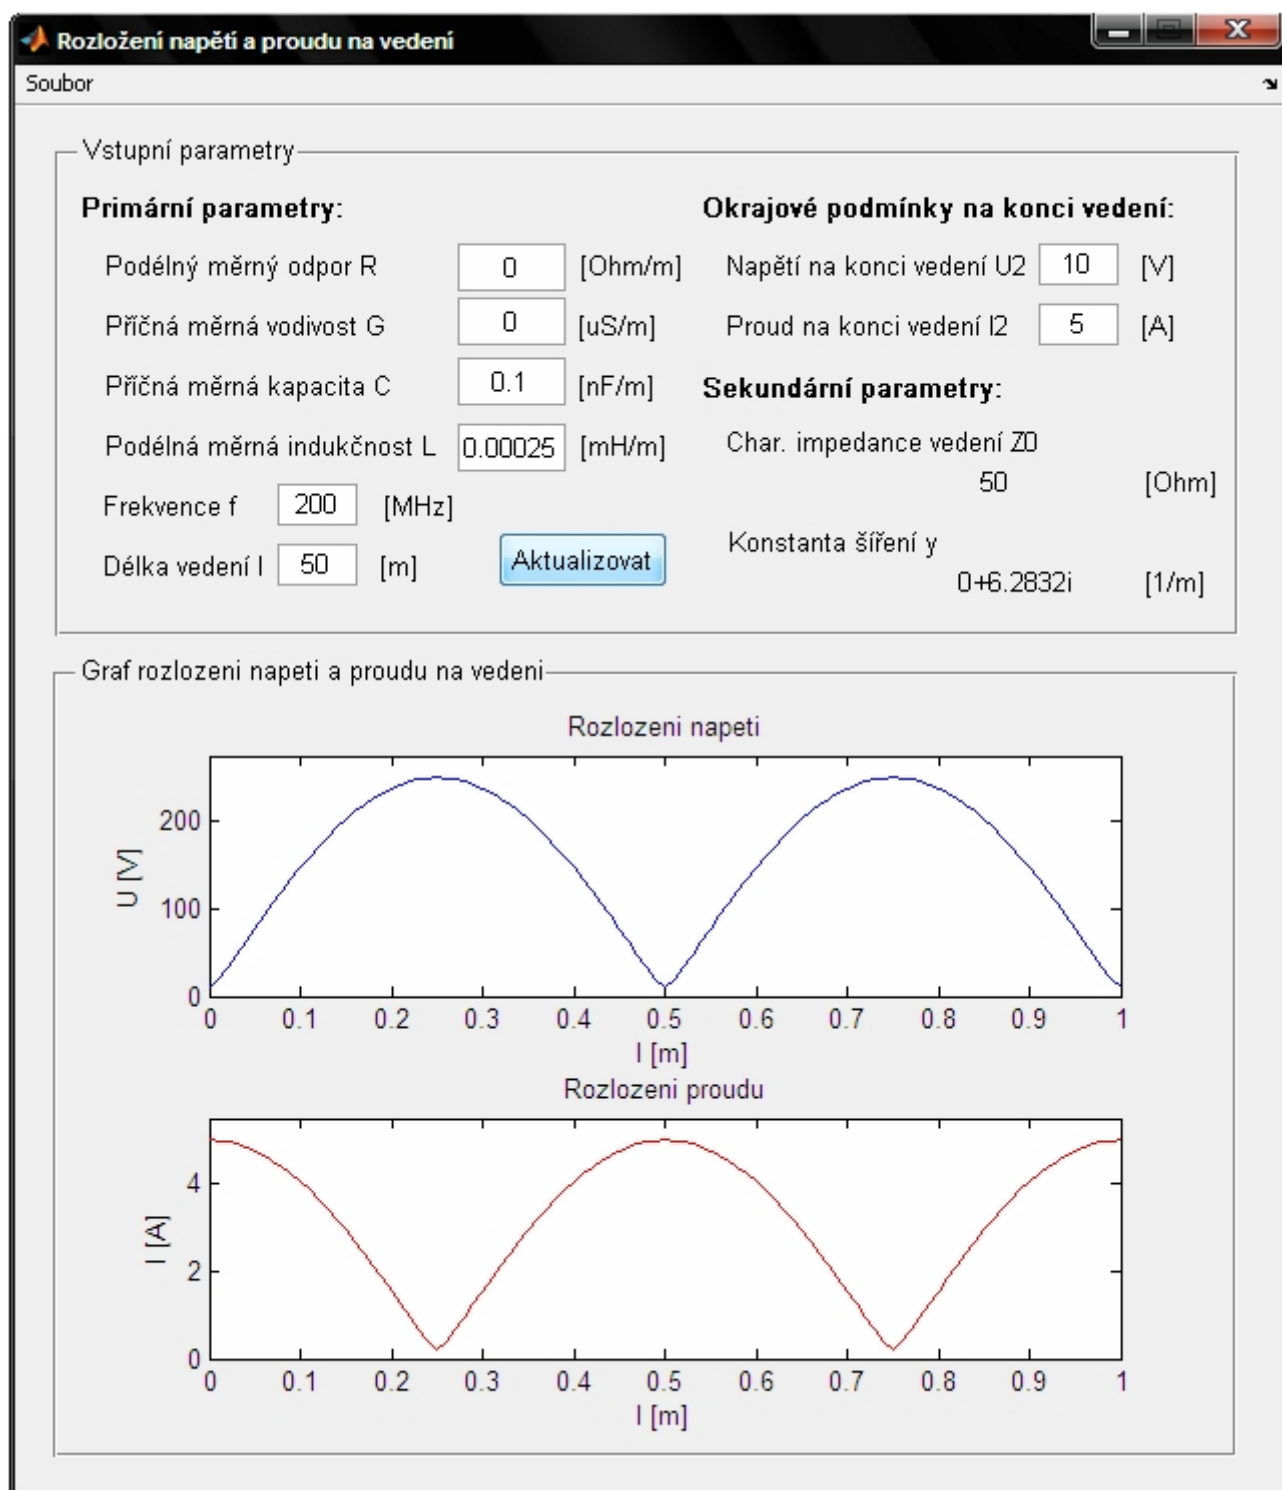 Rozložení napětí a proudu na vedení
Soubor
Vstupní parametry
Primární parametry:
Podélný měrný odpor R 0 [Ohm/m]
Příčná měrná vodivost G 0 [uS/m]
Příčná měrná kapacita C 0.1 [nF/m]
Podélná měrná indukčnost L 0.00025 [mH/m]
Frekvence f 200 [MHz]
Délka vedení l 50 [m]
Aktualizovat
Okrajové podmínky na konci vedení:
Napětí na konci vedení U2 10 [V]
Proud na konci vedení I2 5 [A]
Sekundární parametry:
Char. impedance vedení Z0
50 [Ohm]
Konstanta šíření y
0+6.2832i [1/m]
Graf rozlozeni napeti a proudu na vedeni
Rozlozeni napeti
U [V]
200
100
0
0 0.1 0.2 0.3 0.4 0.5 0.6 0.7 0.8 0.9 1
l [m]
Rozlozeni proudu
I [A]
4
2
0
0 0.1 0.2 0.3 0.4 0.5 0.6 0.7 0.8 0.9 1
l [m]